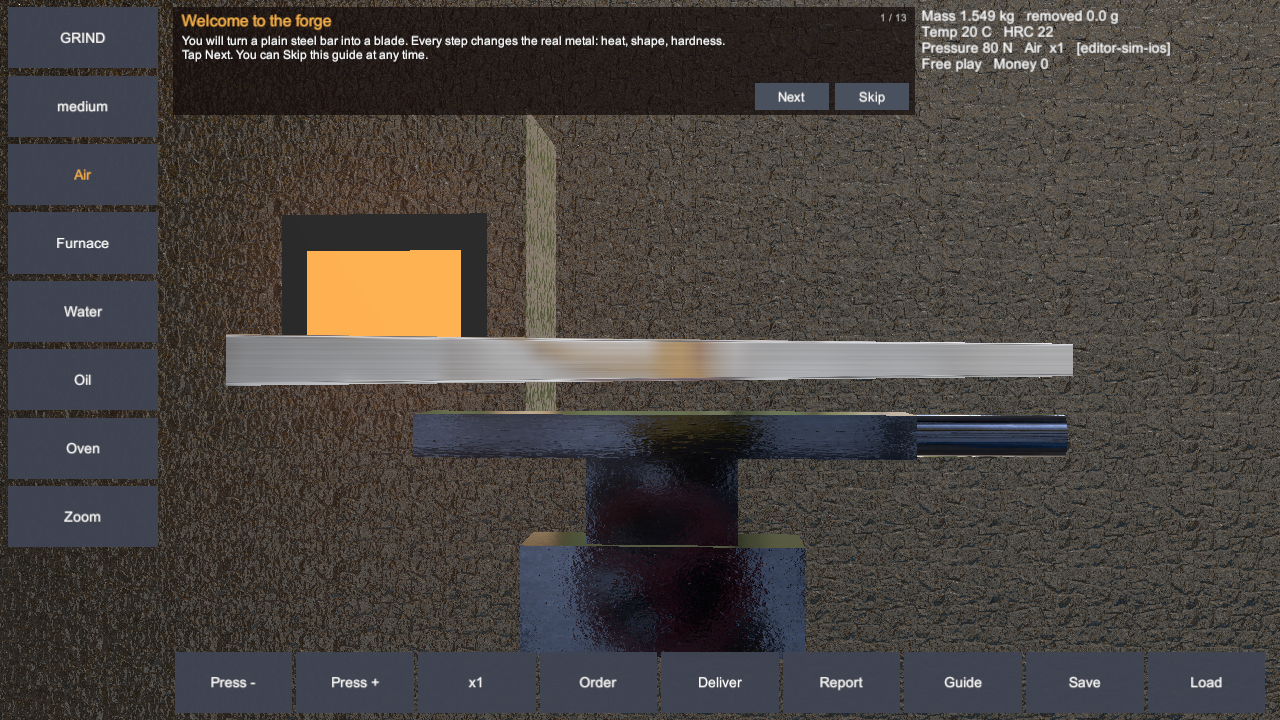 GRIND
medium
Air
Furnace
Water
Oil
Oven
Zoom
Welcome to the forge
1 / 13
You will turn a plain steel bar into a blade. Every step changes the real metal: heat, shape, hardness.
Tap Next. You can Skip this guide at any time.
Next
Skip
Mass 1.549 kg removed 0.0 g
Temp 20 C HRC 22
Pressure 80 N Air x1 [editor-sim-ios]
Free play Money 0
Press -
Press +
x1
Order
Deliver
Report
Guide
Save
Load